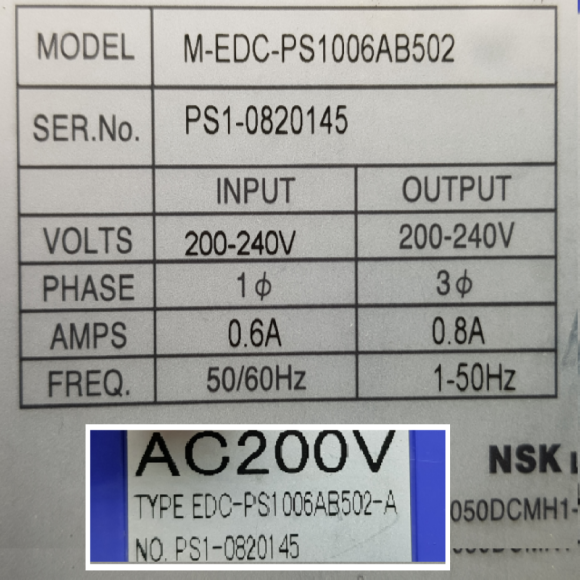 MODEL M-EDC-PS1006AB502
SER.No. PS1-0820145
INPUT OUTPUT
VOLTS 200-240V 200-240V
PHASE 1φ 3φ
AMPS 0.6A 0.8A
FREQ. 50/60Hz 1-50Hz
AC200V
TYPE EDC-PS1006AB502-A
NO. PS1-0820145
NSK
050DCMH1-